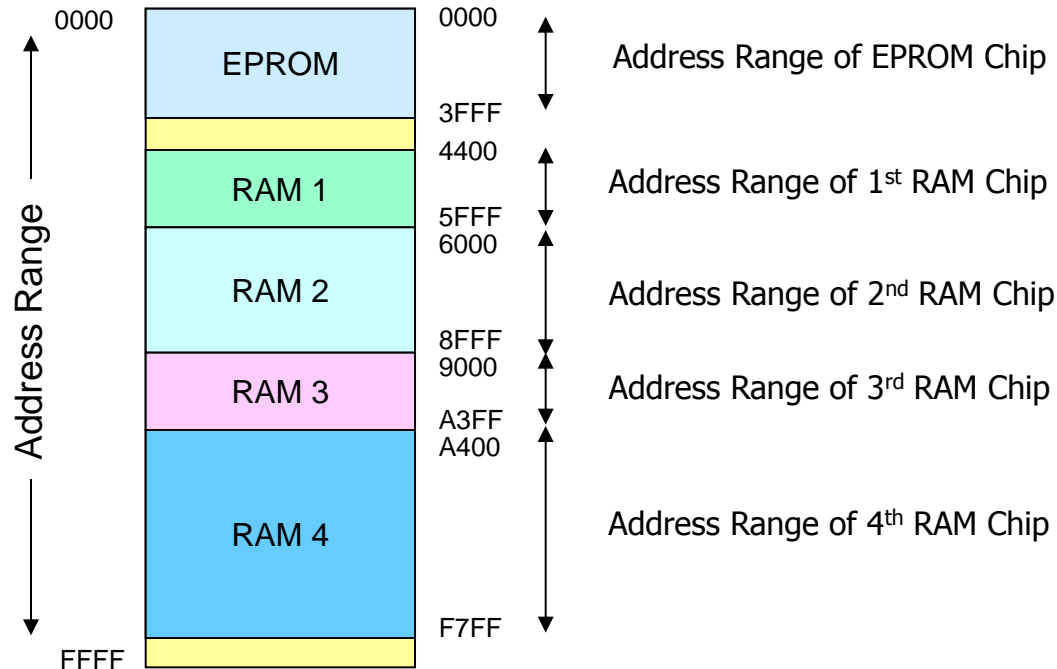 0000
0000
EPROM
Address Range of EPROM Chip
3FFF
4400
RAM 1
Address Range of 1st RAM Chip
5FFF
6000
Address Range
RAM 2
Address Range of 2nd RAM Chip
8FFF
9000
RAM 3
Address Range of 3rd RAM Chip
A3FF
A400
RAM 4
Address Range of 4th RAM Chip
F7FF
FFFF